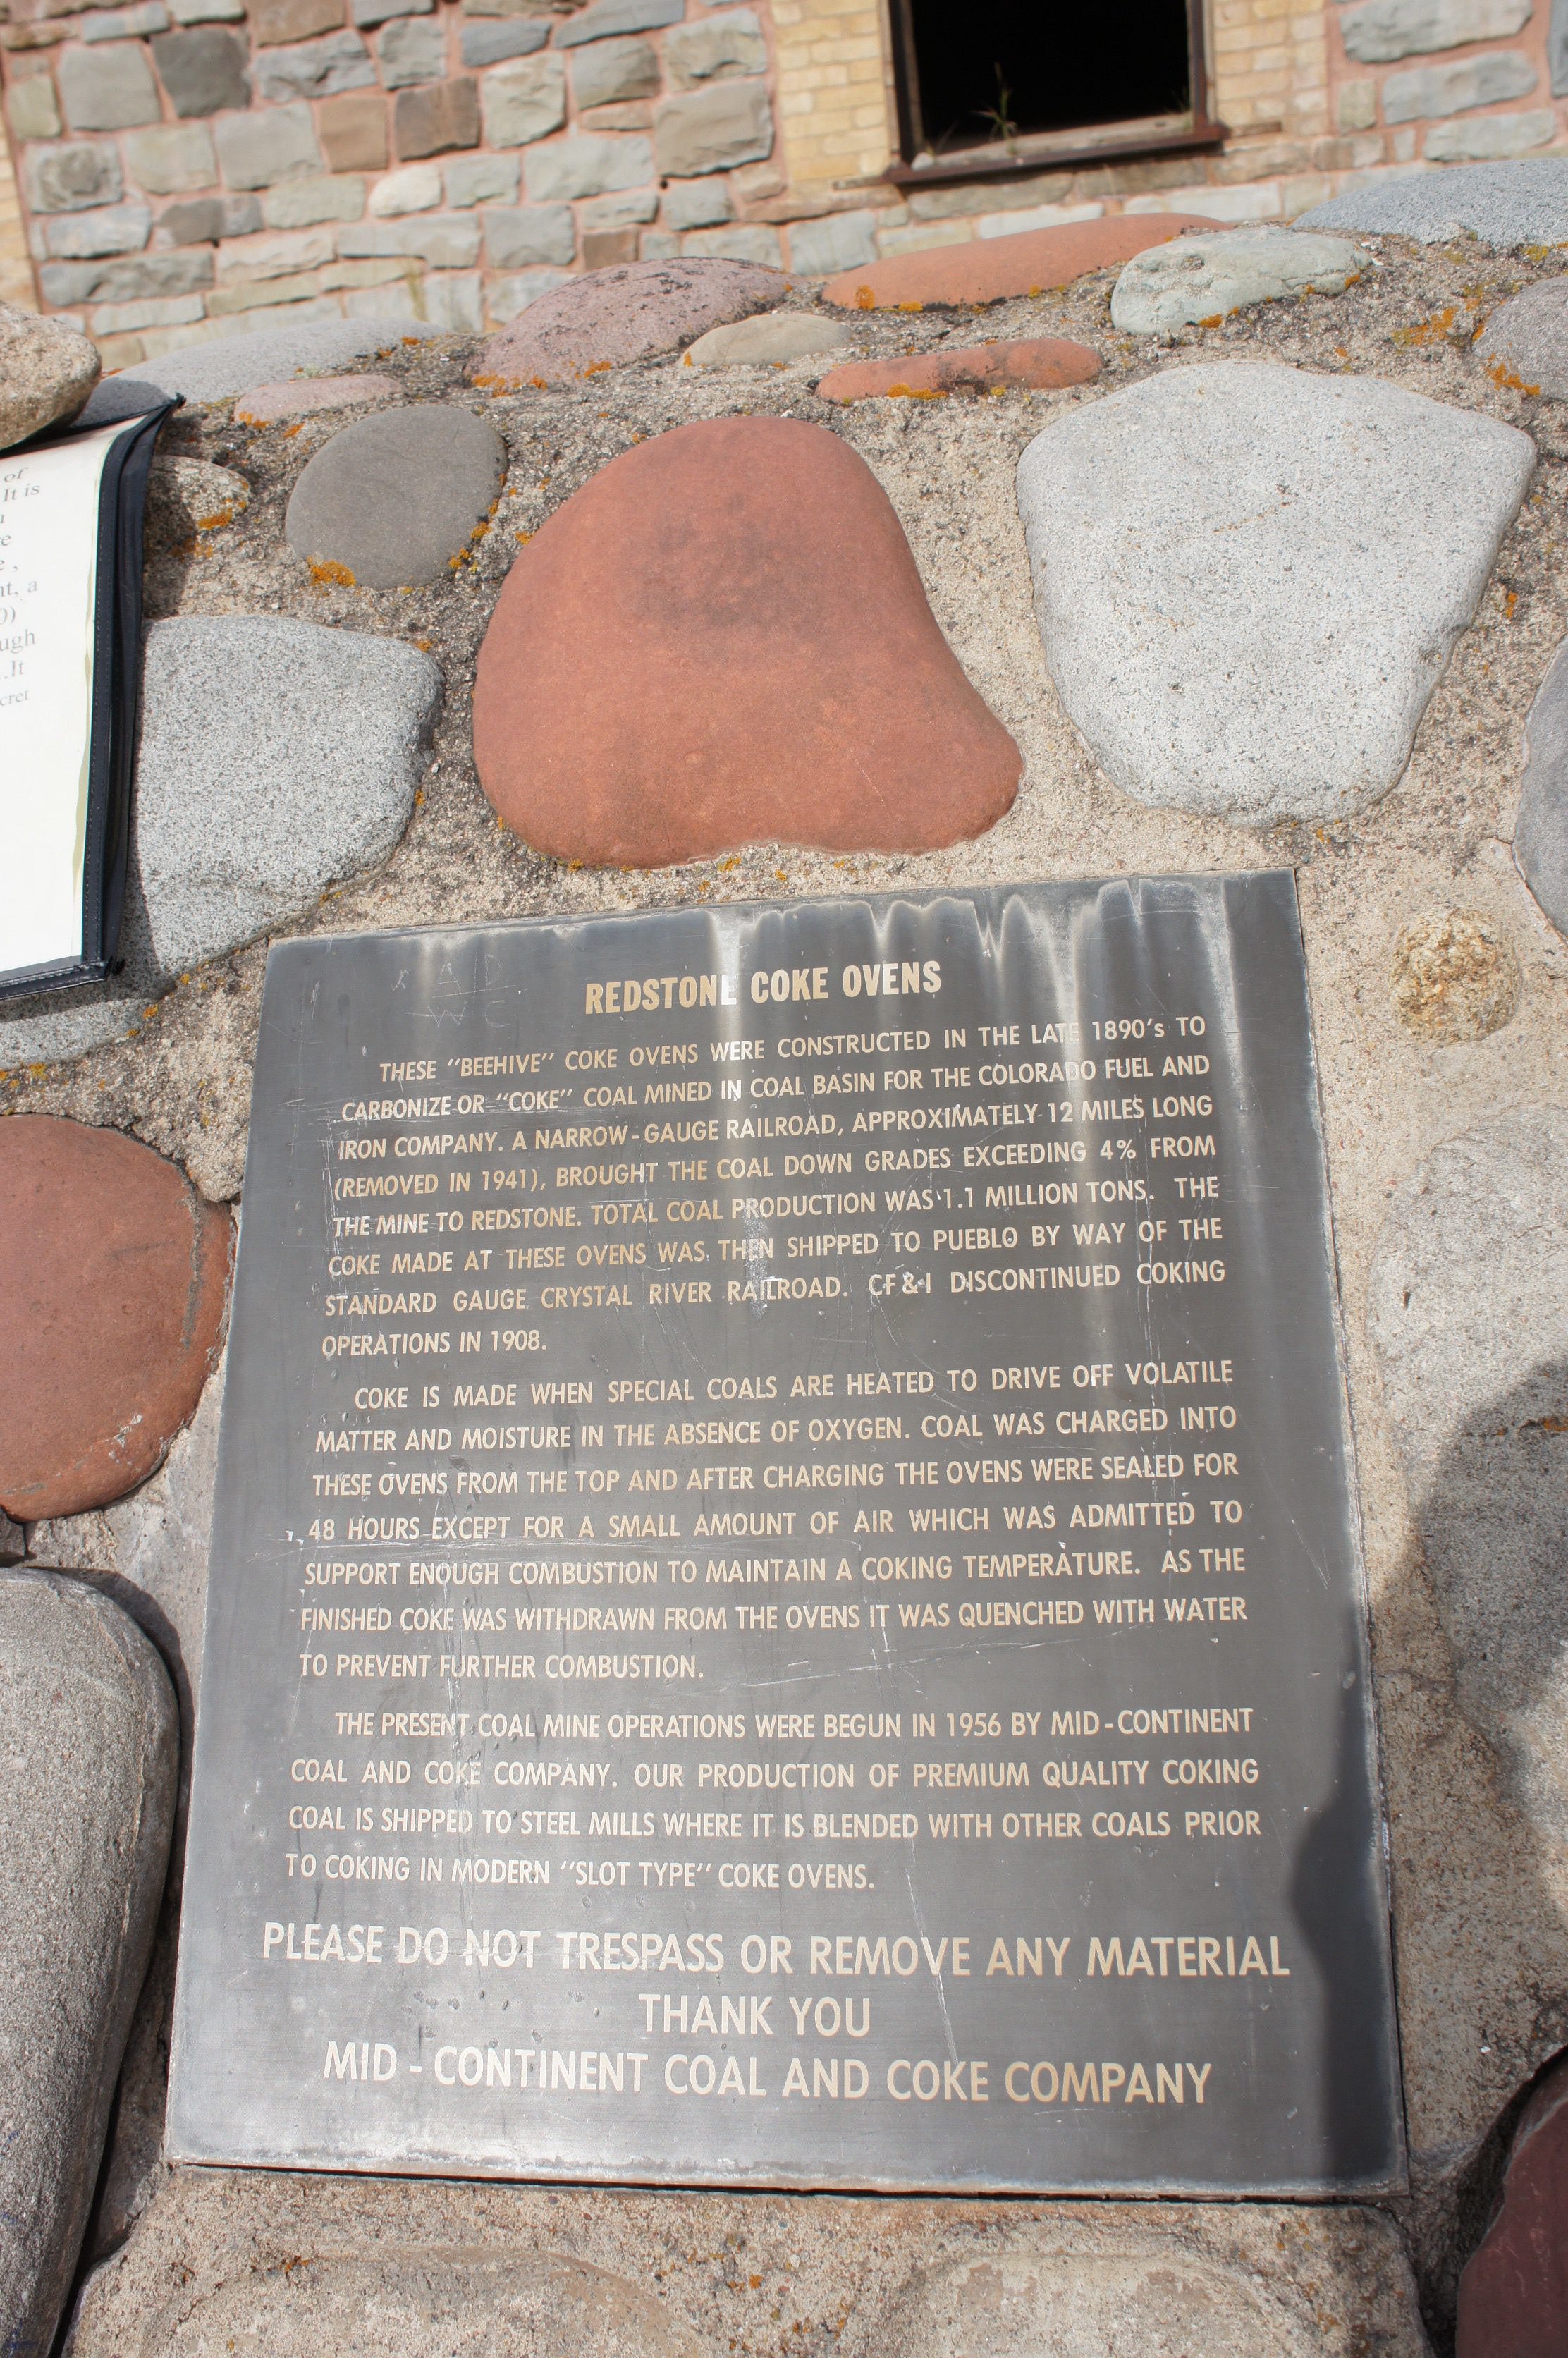 of
It is
e ,
nt, a
0)
ugh
.It
cret
REDSTONE COKE OVENS
THESE "BEEHIVE" COKE OVENS WERE CONSTRUCTED IN THE LATE 1890's TO
CARBONIZE OR "COKE" COAL MINED IN COAL BASIN FOR THE COLORADO FUEL AND
IRON COMPANY. A NARROW-GAUGE RAILROAD, APPROXIMATELY 12 MILES LONG
(REMOVED IN 1941), BROUGHT THE COAL DOWN GRADES EXCEEDING 4% FROM
THE MINE TO REDSTONE. TOTAL COAL PRODUCTION WAS 1.1 MILLION TONS. THE
COKE MADE AT THESE OVENS WAS THEN SHIPPED TO PUEBLO BY WAY OF THE
STANDARD GAUGE CRYSTAL RIVER RAILROAD. CF&I DISCONTINUED COKING
OPERATIONS IN 1908.
COKE IS MADE WHEN SPECIAL COALS ARE HEATED TO DRIVE OFF VOLATILE
MATTER AND MOISTURE IN THE ABSENCE OF OXYGEN. COAL WAS CHARGED INTO
THESE OVENS FROM THE TOP AND AFTER CHARGING THE OVENS WERE SEALED FOR
48 HOURS EXCEPT FOR A SMALL AMOUNT OF AIR WHICH WAS ADMITTED TO
SUPPORT ENOUGH COMBUSTION TO MAINTAIN A COKING TEMPERATURE. AS THE
FINISHED COKE WAS WITHDRAWN FROM THE OVENS IT WAS QUENCHED WITH WATER
TO PREVENT FURTHER COMBUSTION.
THE PRESENT COAL MINE OPERATIONS WERE BEGUN IN 1956 BY MID-CONTINENT
COAL AND COKE COMPANY. OUR PRODUCTION OF PREMIUM QUALITY COKING
COAL IS SHIPPED TO STEEL MILLS WHERE IT IS BLENDED WITH OTHER COALS PRIOR
TO COKING IN MODERN "SLOT TYPE" COKE OVENS.
PLEASE DO NOT TRESPASS OR REMOVE ANY MATERIAL
THANK YOU
MID-CONTINENT COAL AND COKE COMPANY